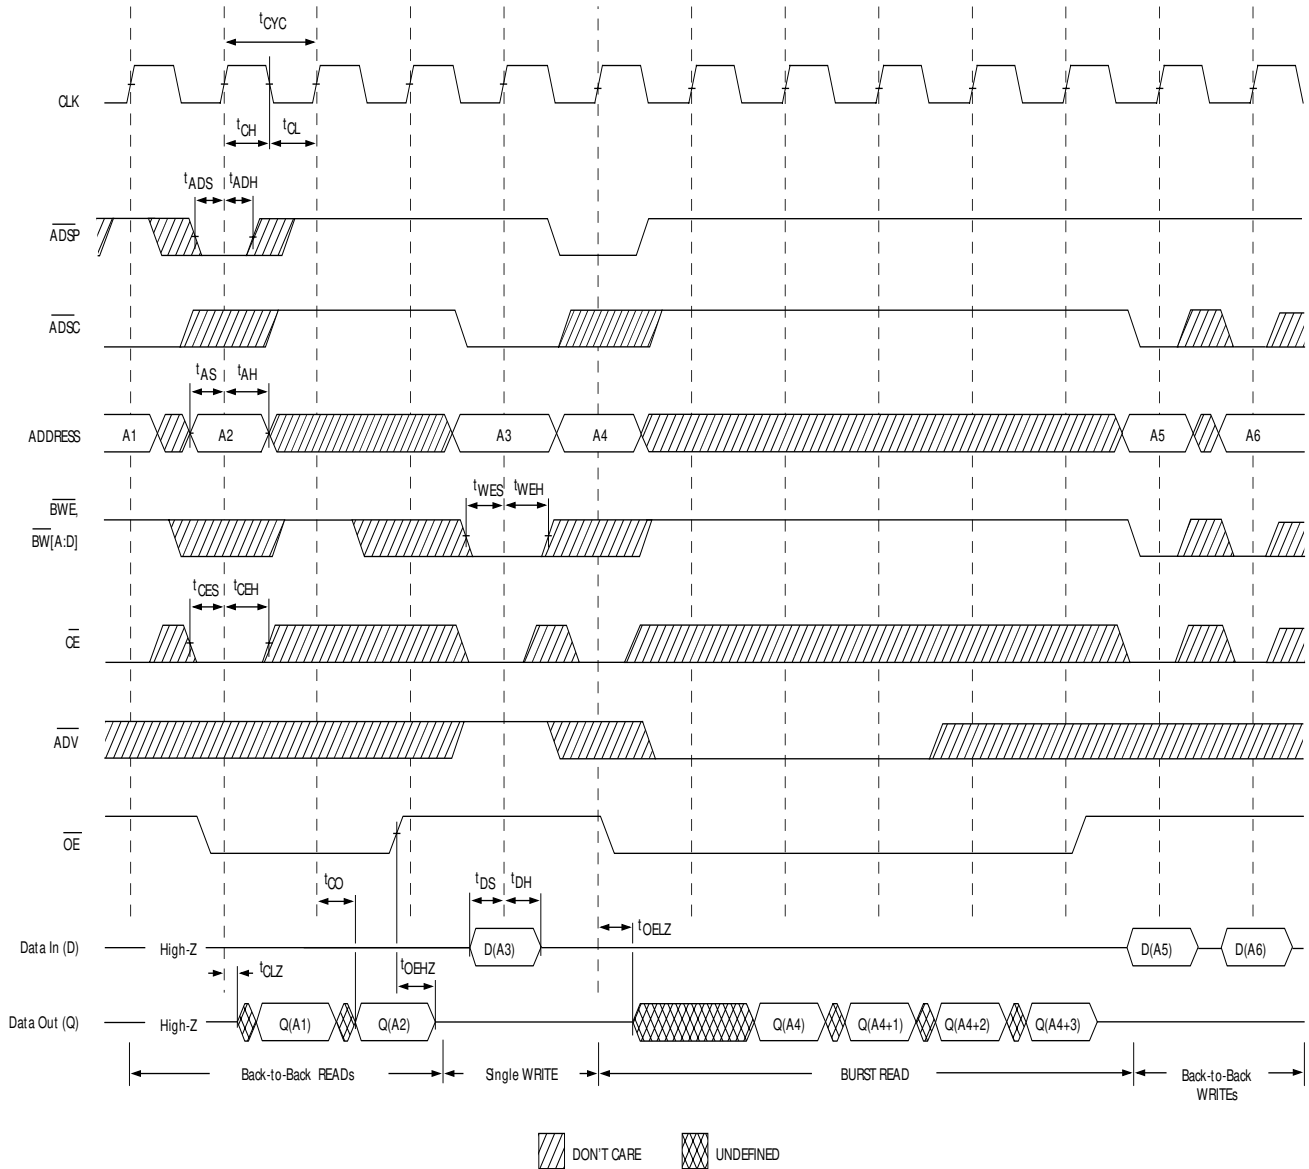 tCYC
CLK
tCH tCL
tADS tADH
ADSP
ADSC
tAS tAH
ADDRESS A1 A2 A3 A4 A5 A6
tWES tWEH
BWE,
BW[A:D]
tCES tCEH
CE
ADV
OE
tCO tDS tDH
tOELZ
Data In (D) High-Z D(A3) D(A5) D(A6)
tCLZ tOEHZ
Data Out (Q) High-Z Q(A1) Q(A2) Q(A4) Q(A4+1) Q(A4+2) Q(A4+3)
Back-to-Back READs Single WRITE BURST READ Back-to-Back
WRITEs
DON'T CARE UNDEFINED